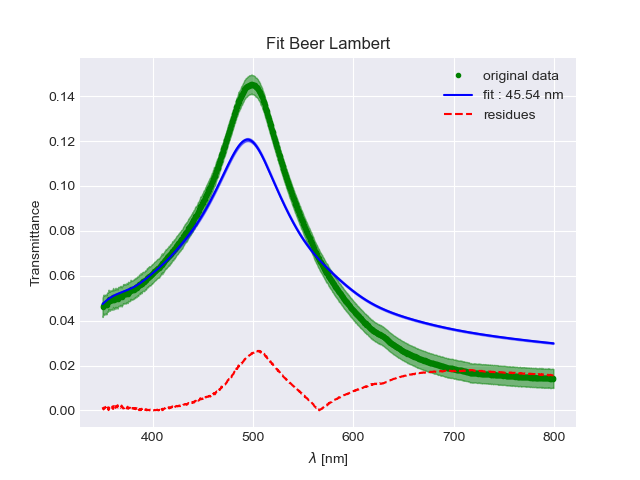 Fit Beer Lambert
original data
fit : 45.54 nm
residues
Transmittance
0.14
0.12
0.10
0.08
0.06
0.04
0.02
0.00
400 500 600 700 800
λ [nm]